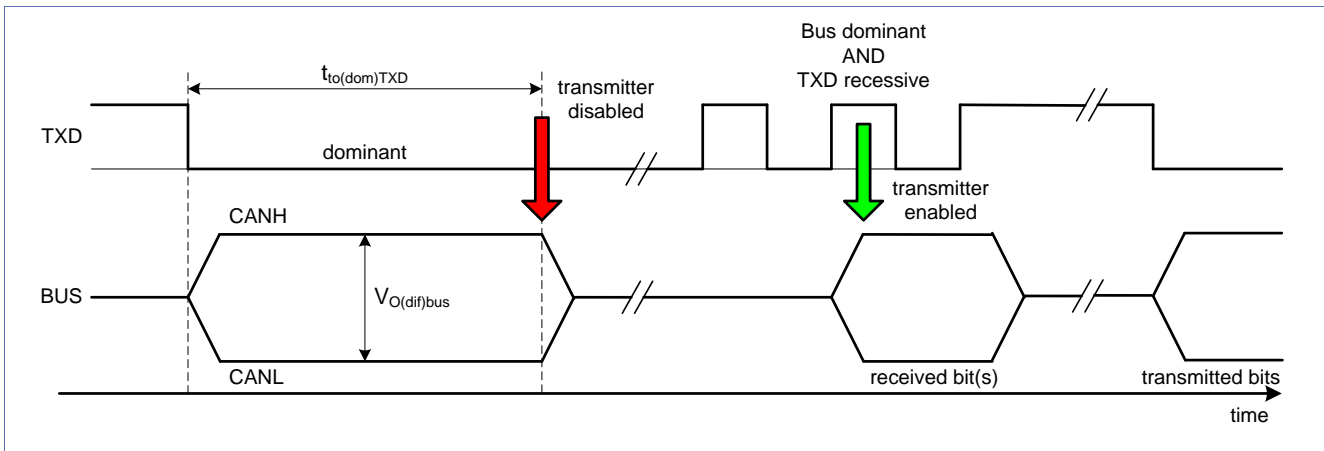 Bus dominant
AND
TXD recessive
t to(dom)TXD
transmitter
disabled
TXD
dominant
transmitter
enabled
CANH
BUS
VO(dif)bus
CANL
received bit(s)
transmitted bits
time